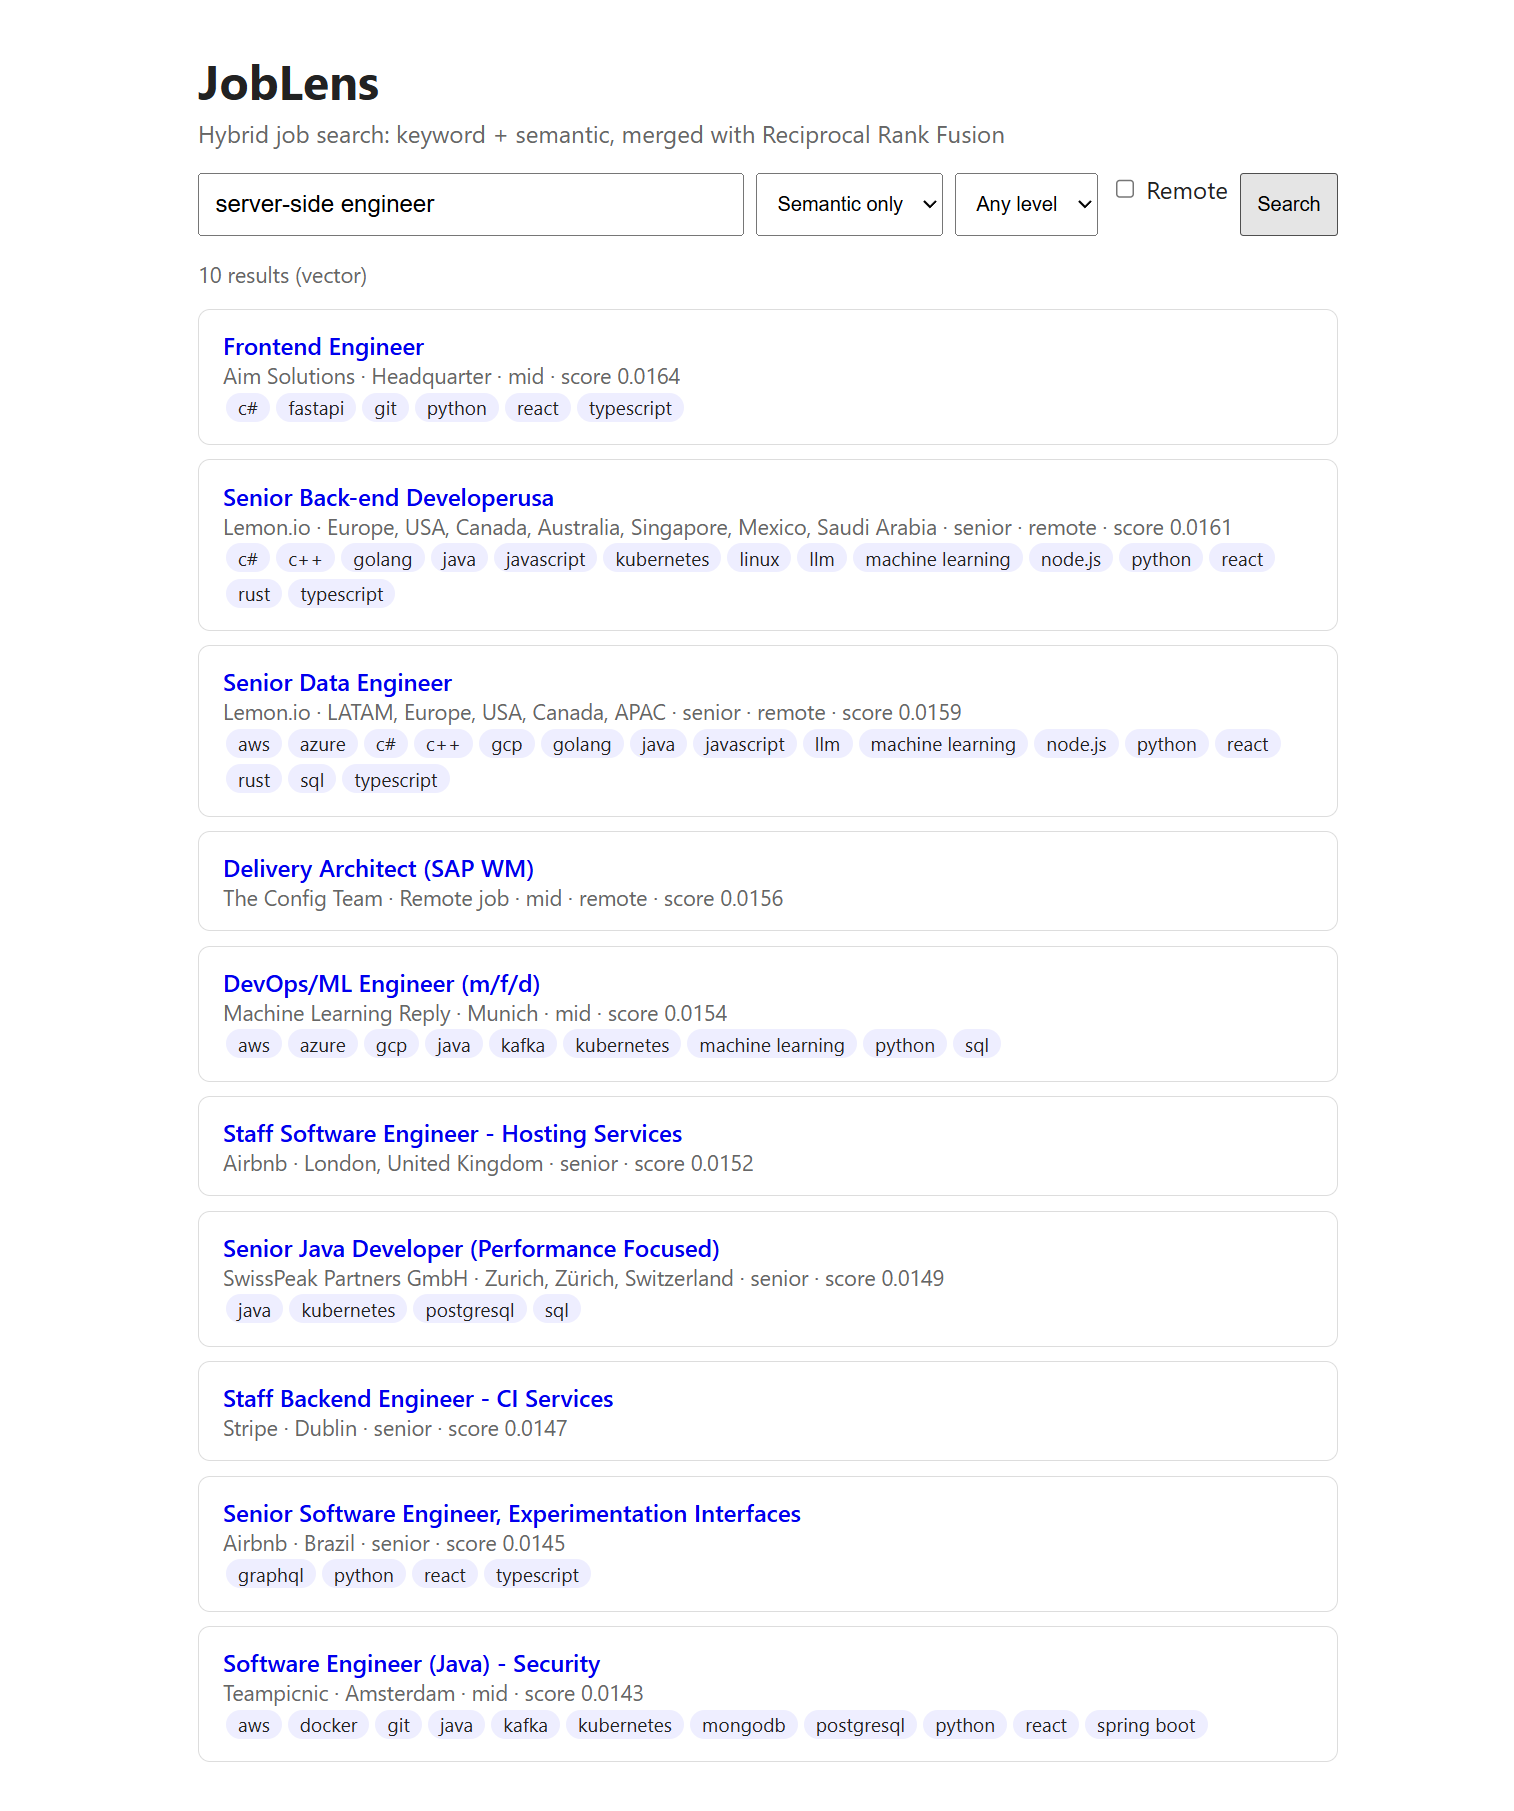 JobLens
Hybrid job search: keyword + semantic, merged with Reciprocal Rank Fusion
server-side engineer Semantic only Any level Remote Search
10 results (vector)
Frontend Engineer
Aim Solutions · Headquarter · mid · score 0.0164
c# fastapi git python react typescript
Senior Back-end Developerusa
Lemon.io · Europe, USA, Canada, Australia, Singapore, Mexico, Saudi Arabia · senior · remote · score 0.0161
c# c++ golang java javascript kubernetes linux llm machine learning node.js python react
rust typescript
Senior Data Engineer
Lemon.io · LATAM, Europe, USA, Canada, APAC · senior · remote · score 0.0159
aws azure c# c++ gcp golang java javascript llm machine learning node.js python react
rust sql typescript
Delivery Architect (SAP WM)
The Config Team · Remote job · mid · remote · score 0.0156
DevOps/ML Engineer (m/f/d)
Machine Learning Reply · Munich · mid · score 0.0154
aws azure gcp java kafka kubernetes machine learning python sql
Staff Software Engineer - Hosting Services
Airbnb · London, United Kingdom · senior · score 0.0152
Senior Java Developer (Performance Focused)
SwissPeak Partners GmbH · Zurich, Zürich, Switzerland · senior · score 0.0149
java kubernetes postgresql sql
Staff Backend Engineer - CI Services
Stripe · Dublin · senior · score 0.0147
Senior Software Engineer, Experimentation Interfaces
Airbnb · Brazil · senior · score 0.0145
graphql python react typescript
Software Engineer (Java) - Security
Teampicnic · Amsterdam · mid · score 0.0143
aws docker git java kafka kubernetes mongodb postgresql python react spring boot